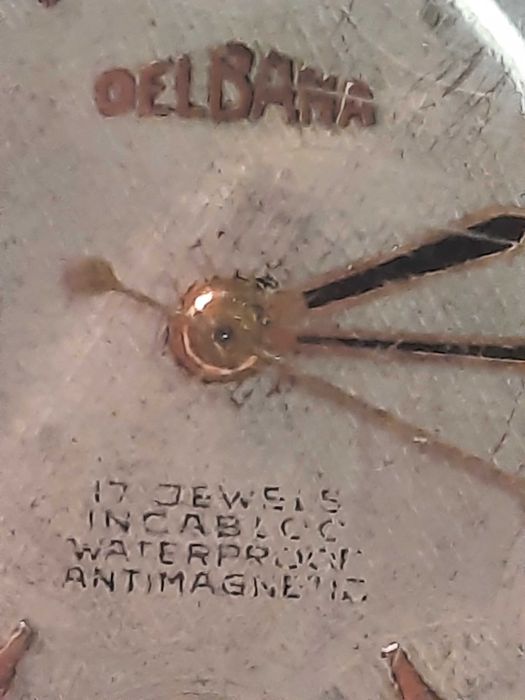 DELBANA
17 JEWELS
INCABLOC
WATERPROOF
ANTIMAGNETIC